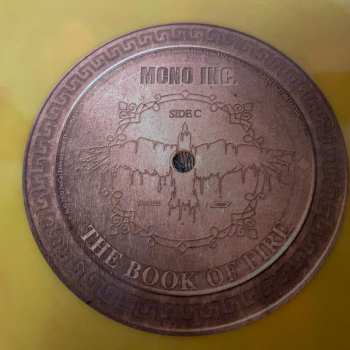 MONO INC.
SIDE C
THE BOOK OF FIRE